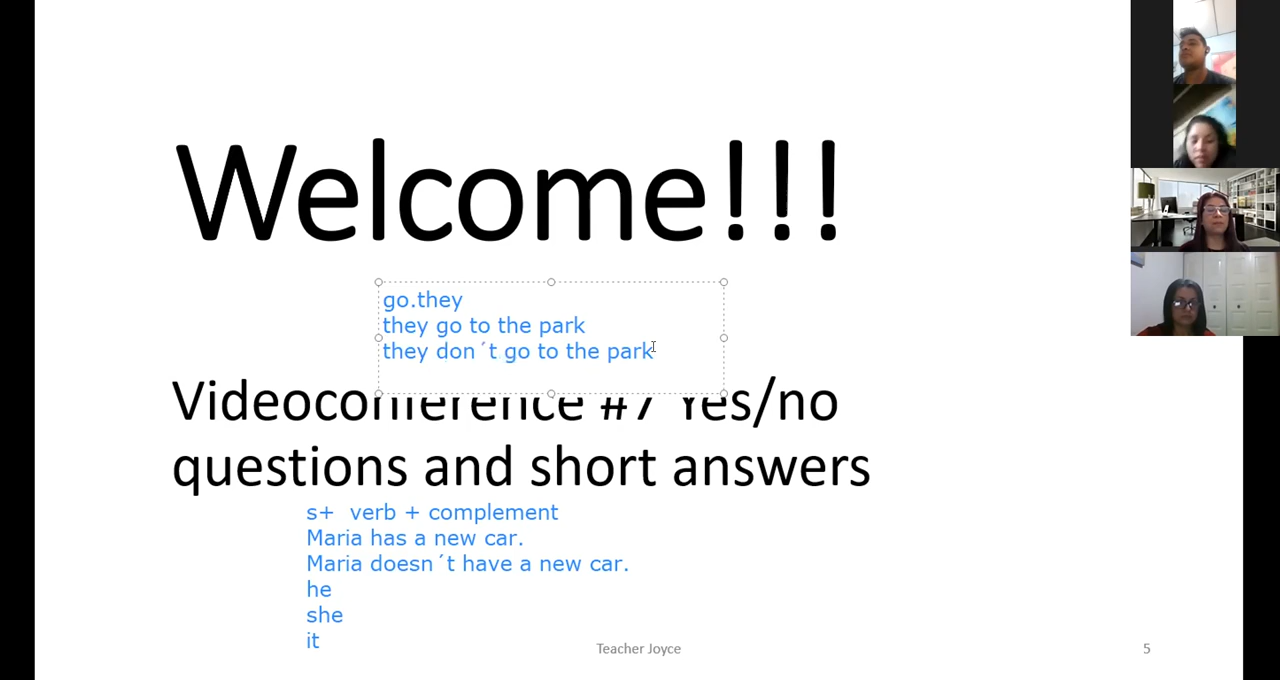 Welcome!!!
go.they
they go to the park
they don´t go to the park
Videoconference #7 Yes/no
questions and short answers
s+ verb + complement
Maria has a new car.
Maria doesn´t have a new car.
he
she
it
Teacher Joyce
5